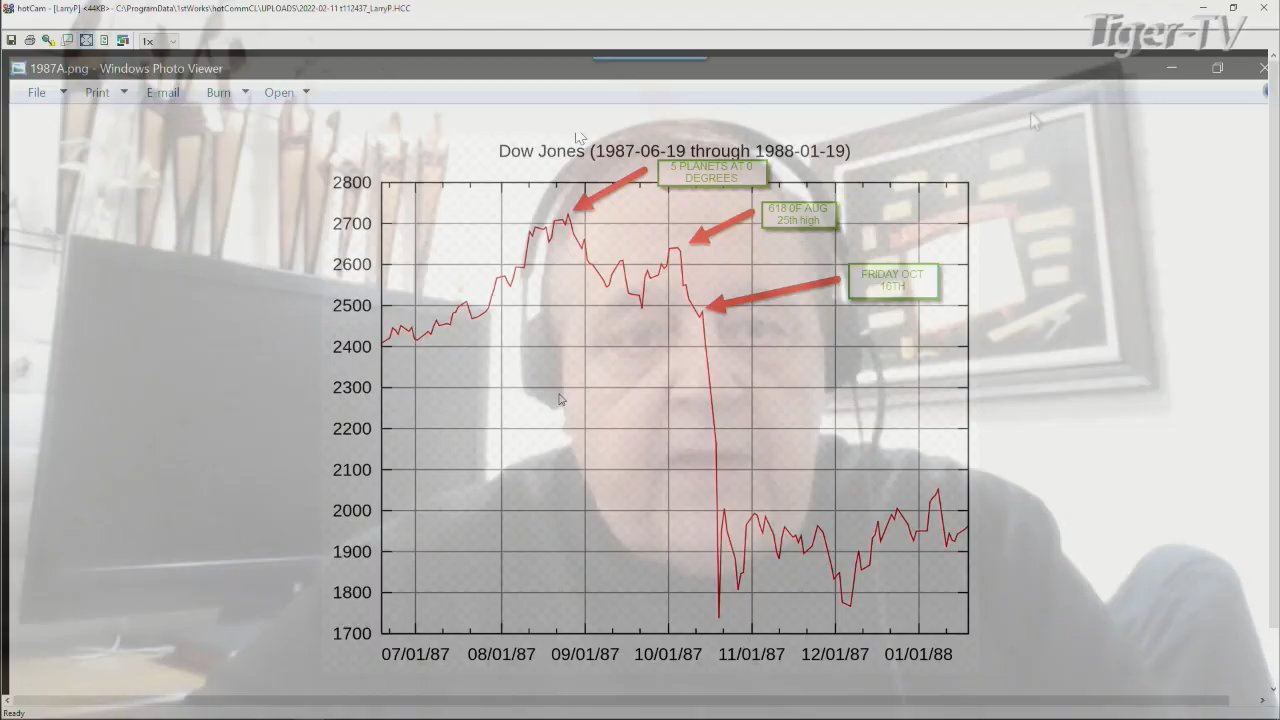 hotCam - [LarryP] <44KB> - C:\ProgramData\1stWorks\hotCommCL\UPLOADS\2022-02-11 t112437_LarryP.HCC
Tiger-TV
1x
1987A.png - Windows Photo Viewer
File Print E-mail Burn Open
Dow Jones (1987-06-19 through 1988-01-19)
5 PLANETS AT 0
DEGREES
618 0F AUG
25th high
FRIDAY OCT
16TH
2800
2700
2600
2500
2400
2300
2200
2100
2000
1900
1800
1700
07/01/87 08/01/87 09/01/87 10/01/87 11/01/87 12/01/87 01/01/88
Ready